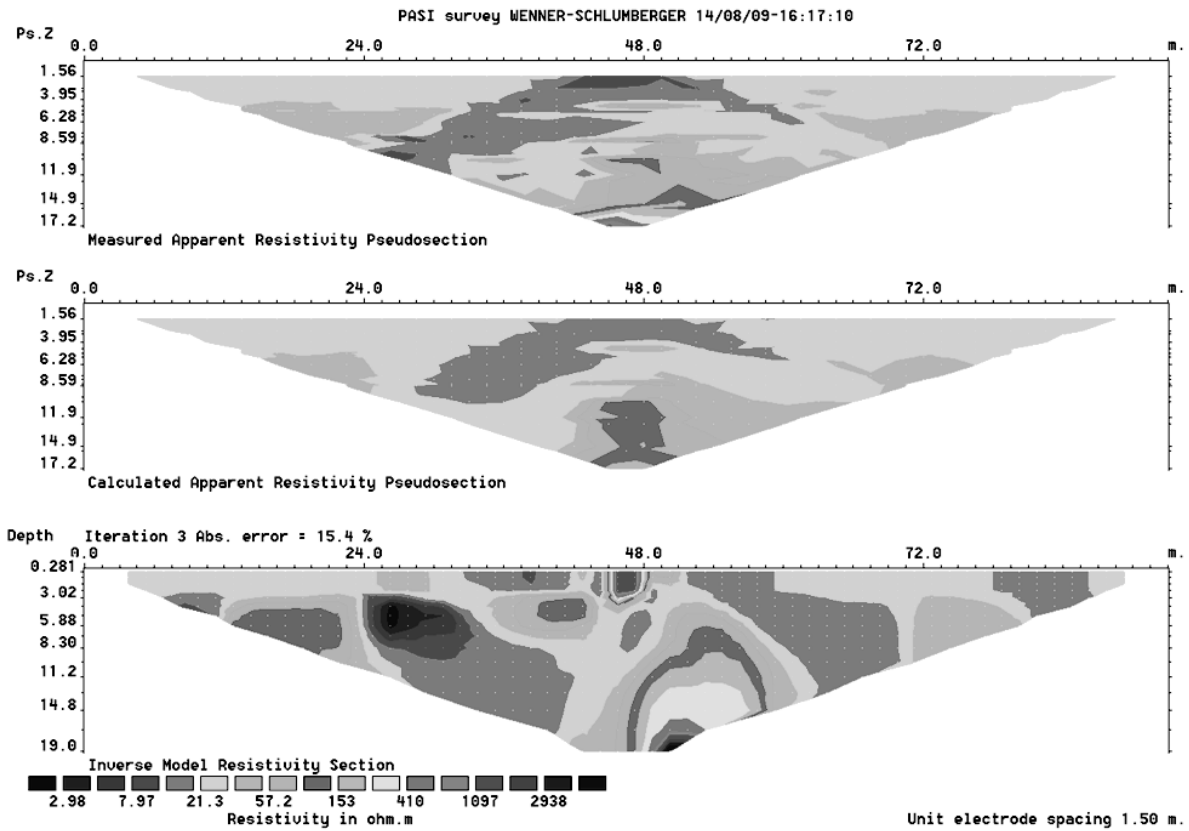 PASI survey WENNER-SCHLUMBERGER 14/08/09-16:17:10
Ps.Z 0.0 24.0 48.0 72.0 m.
1.56
3.95
6.28
8.59
11.9
14.9
17.2
Measured Apparent Resistivity Pseudosection
Ps.Z 0.0 24.0 48.0 72.0 m.
1.56
3.95
6.28
8.59
11.9
14.9
17.2
Calculated Apparent Resistivity Pseudosection
Depth Iteration 3 Abs. error = 15.4 %
0.0 24.0 48.0 72.0 m.
0.281
3.02
5.88
8.30
11.2
14.8
19.0
Inverse Model Resistivity Section
2.98 7.97 21.3 57.2 153 410 1097 2938
Resistivity in ohm.m
Unit electrode spacing 1.50 m.